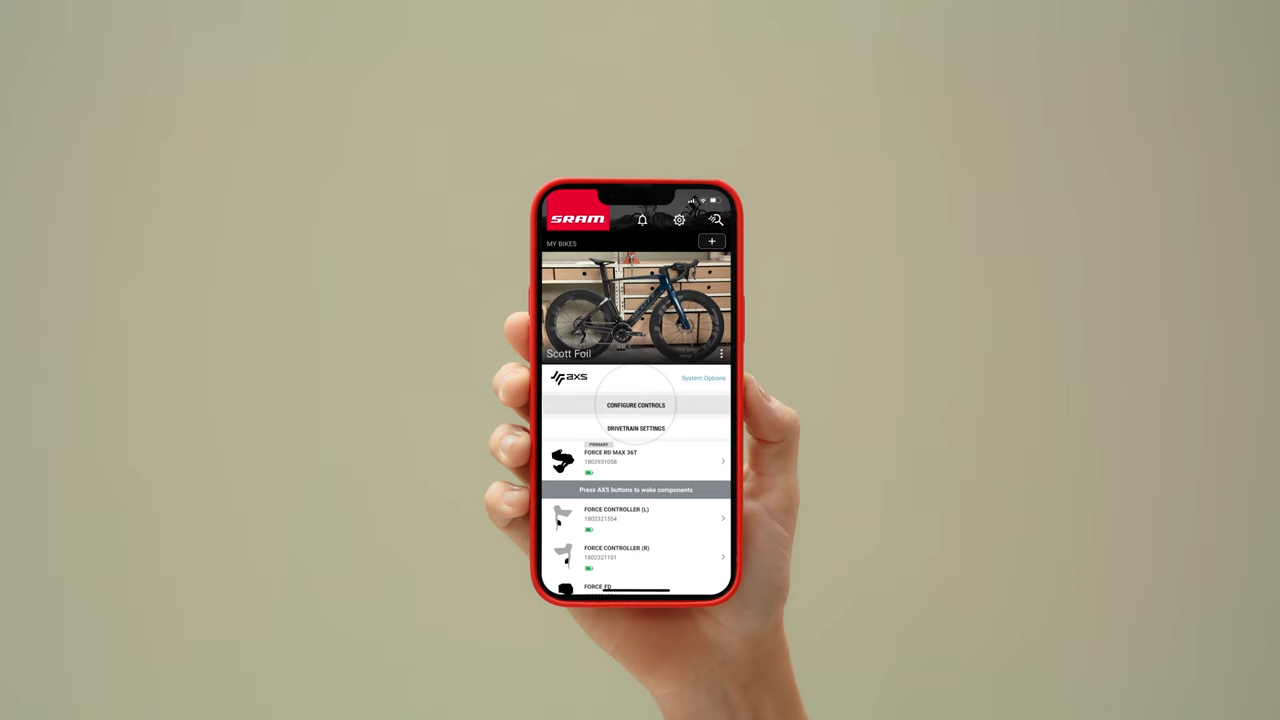 SRAM
MY BIKES
+
Scott Foil
AXS System Options
CONFIGURE CONTROLS
DRIVETRAIN SETTINGS
PRIMARY
FORCE RD MAX 36T
1802931058
Press AXS buttons to wake components
FORCE CONTROLLER (L)
1802321554
FORCE CONTROLLER (R)
1802321101
FORCE FD